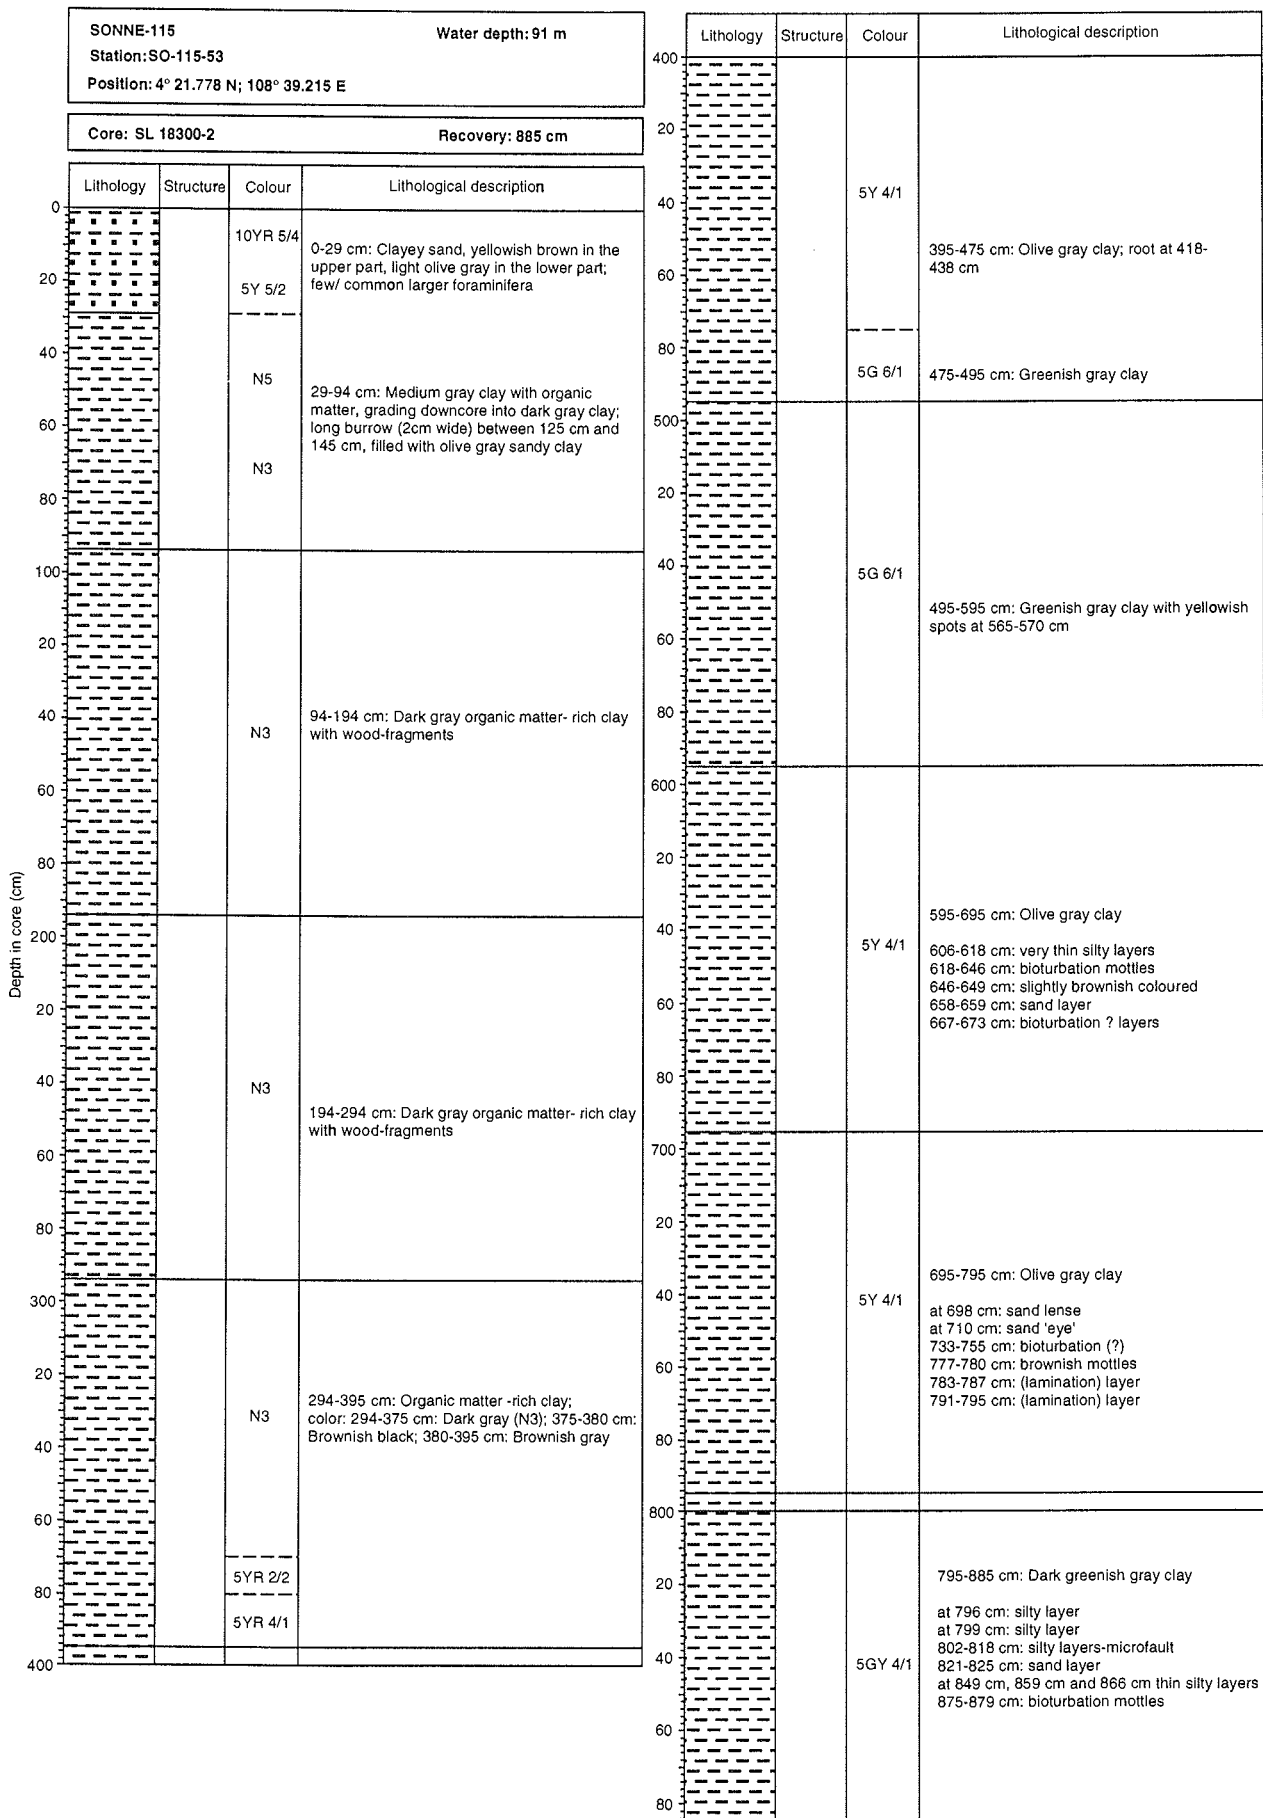 SONNE-115 Water depth: 91 m
Station: SO-115-53
Position: 4° 21.778 N; 108° 39.215 E
Core: SL 18300-2 Recovery: 885 cm
Lithology Structure Colour Lithological description
Depth in core (cm)
0
10YR 5/4
0-29 cm: Clayey sand, yellowish brown in the
upper part, light olive gray in the lower part;
few/ common larger foraminifera
20
5Y 5/2
40
N5
29-94 cm: Medium gray clay with organic
matter, grading downcore into dark gray clay;
long burrow (2cm wide) between 125 cm and
145 cm, filled with olive gray sandy clay
60
N3
80
100
20
40
N3
94-194 cm: Dark gray organic matter- rich clay
with wood-fragments
60
80
200
20
40
N3
194-294 cm: Dark gray organic matter- rich clay
with wood-fragments
60
80
300
20
N3
294-395 cm: Organic matter -rich clay;
color: 294-375 cm: Dark gray (N3); 375-380 cm:
Brownish black; 380-395 cm: Brownish gray
40
60
5YR 2/2
80
5YR 4/1
400
Lithology Structure Colour Lithological description
400
20
5Y 4/1
40
395-475 cm: Olive gray clay; root at 418-
438 cm
60
80
5G 6/1
475-495 cm: Greenish gray clay
500
20
40
5G 6/1
495-595 cm: Greenish gray clay with yellowish
spots at 565-570 cm
60
80
600
20
40
5Y 4/1
595-695 cm: Olive gray clay
606-618 cm: very thin silty layers
618-646 cm: bioturbation mottles
646-649 cm: slightly brownish coloured
658-659 cm: sand layer
667-673 cm: bioturbation ? layers
60
80
700
20
40
5Y 4/1
695-795 cm: Olive gray clay
at 698 cm: sand lense
at 710 cm: sand 'eye'
733-755 cm: bioturbation (?)
777-780 cm: brownish mottles
783-787 cm: (lamination) layer
791-795 cm: (lamination) layer
60
80
800
20
795-885 cm: Dark greenish gray clay
at 796 cm: silty layer
at 799 cm: silty layer
802-818 cm: silty layers-microfault
821-825 cm: sand layer
at 849 cm, 859 cm and 866 cm thin silty layers
875-879 cm: bioturbation mottles
40
5GY 4/1
60
80